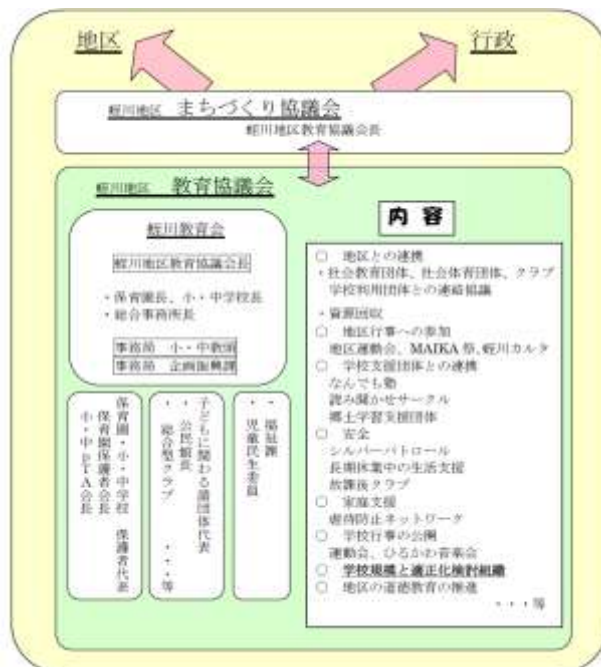 地区
行政
蛭川地区 まちづくり協議会
蛭川地区教育協議会長
蛭川地区 教育協議会
蛭川教育会
蛭川地区教育協議会長
・保育園長、小・中学校長
・総合事務所長
事務局 小・中教頭
事務局 企画振興課
保育園・小・中学校 保護者代表
保育園保護者会長
小・中PTA会長
子どもに関わる諸団体代表
・公民館長
・総合型クラブ ・・・等
・福祉課
・児童民生委員
内 容
○ 地区との連携
・社会教育団体、社会体育団体、クラブ
学校利用団体との連絡協議
・資源回収
○ 地区行事への参加
地区運動会、MAIKA祭、蛭川カルタ
○ 学校支援団体との連携
なんでも塾
読み聞かせサークル
郷土学習支援団体
○ 安全
シルバーパトロール
長期休業中の生活支援
放課後クラブ
○ 家庭支援
虐待防止ネットワーク
○ 学校行事の公開
運動会、ひるかわ音楽会
○ 学校規模と適正化検討組織
○ 地区の道徳教育の推進
・・・等